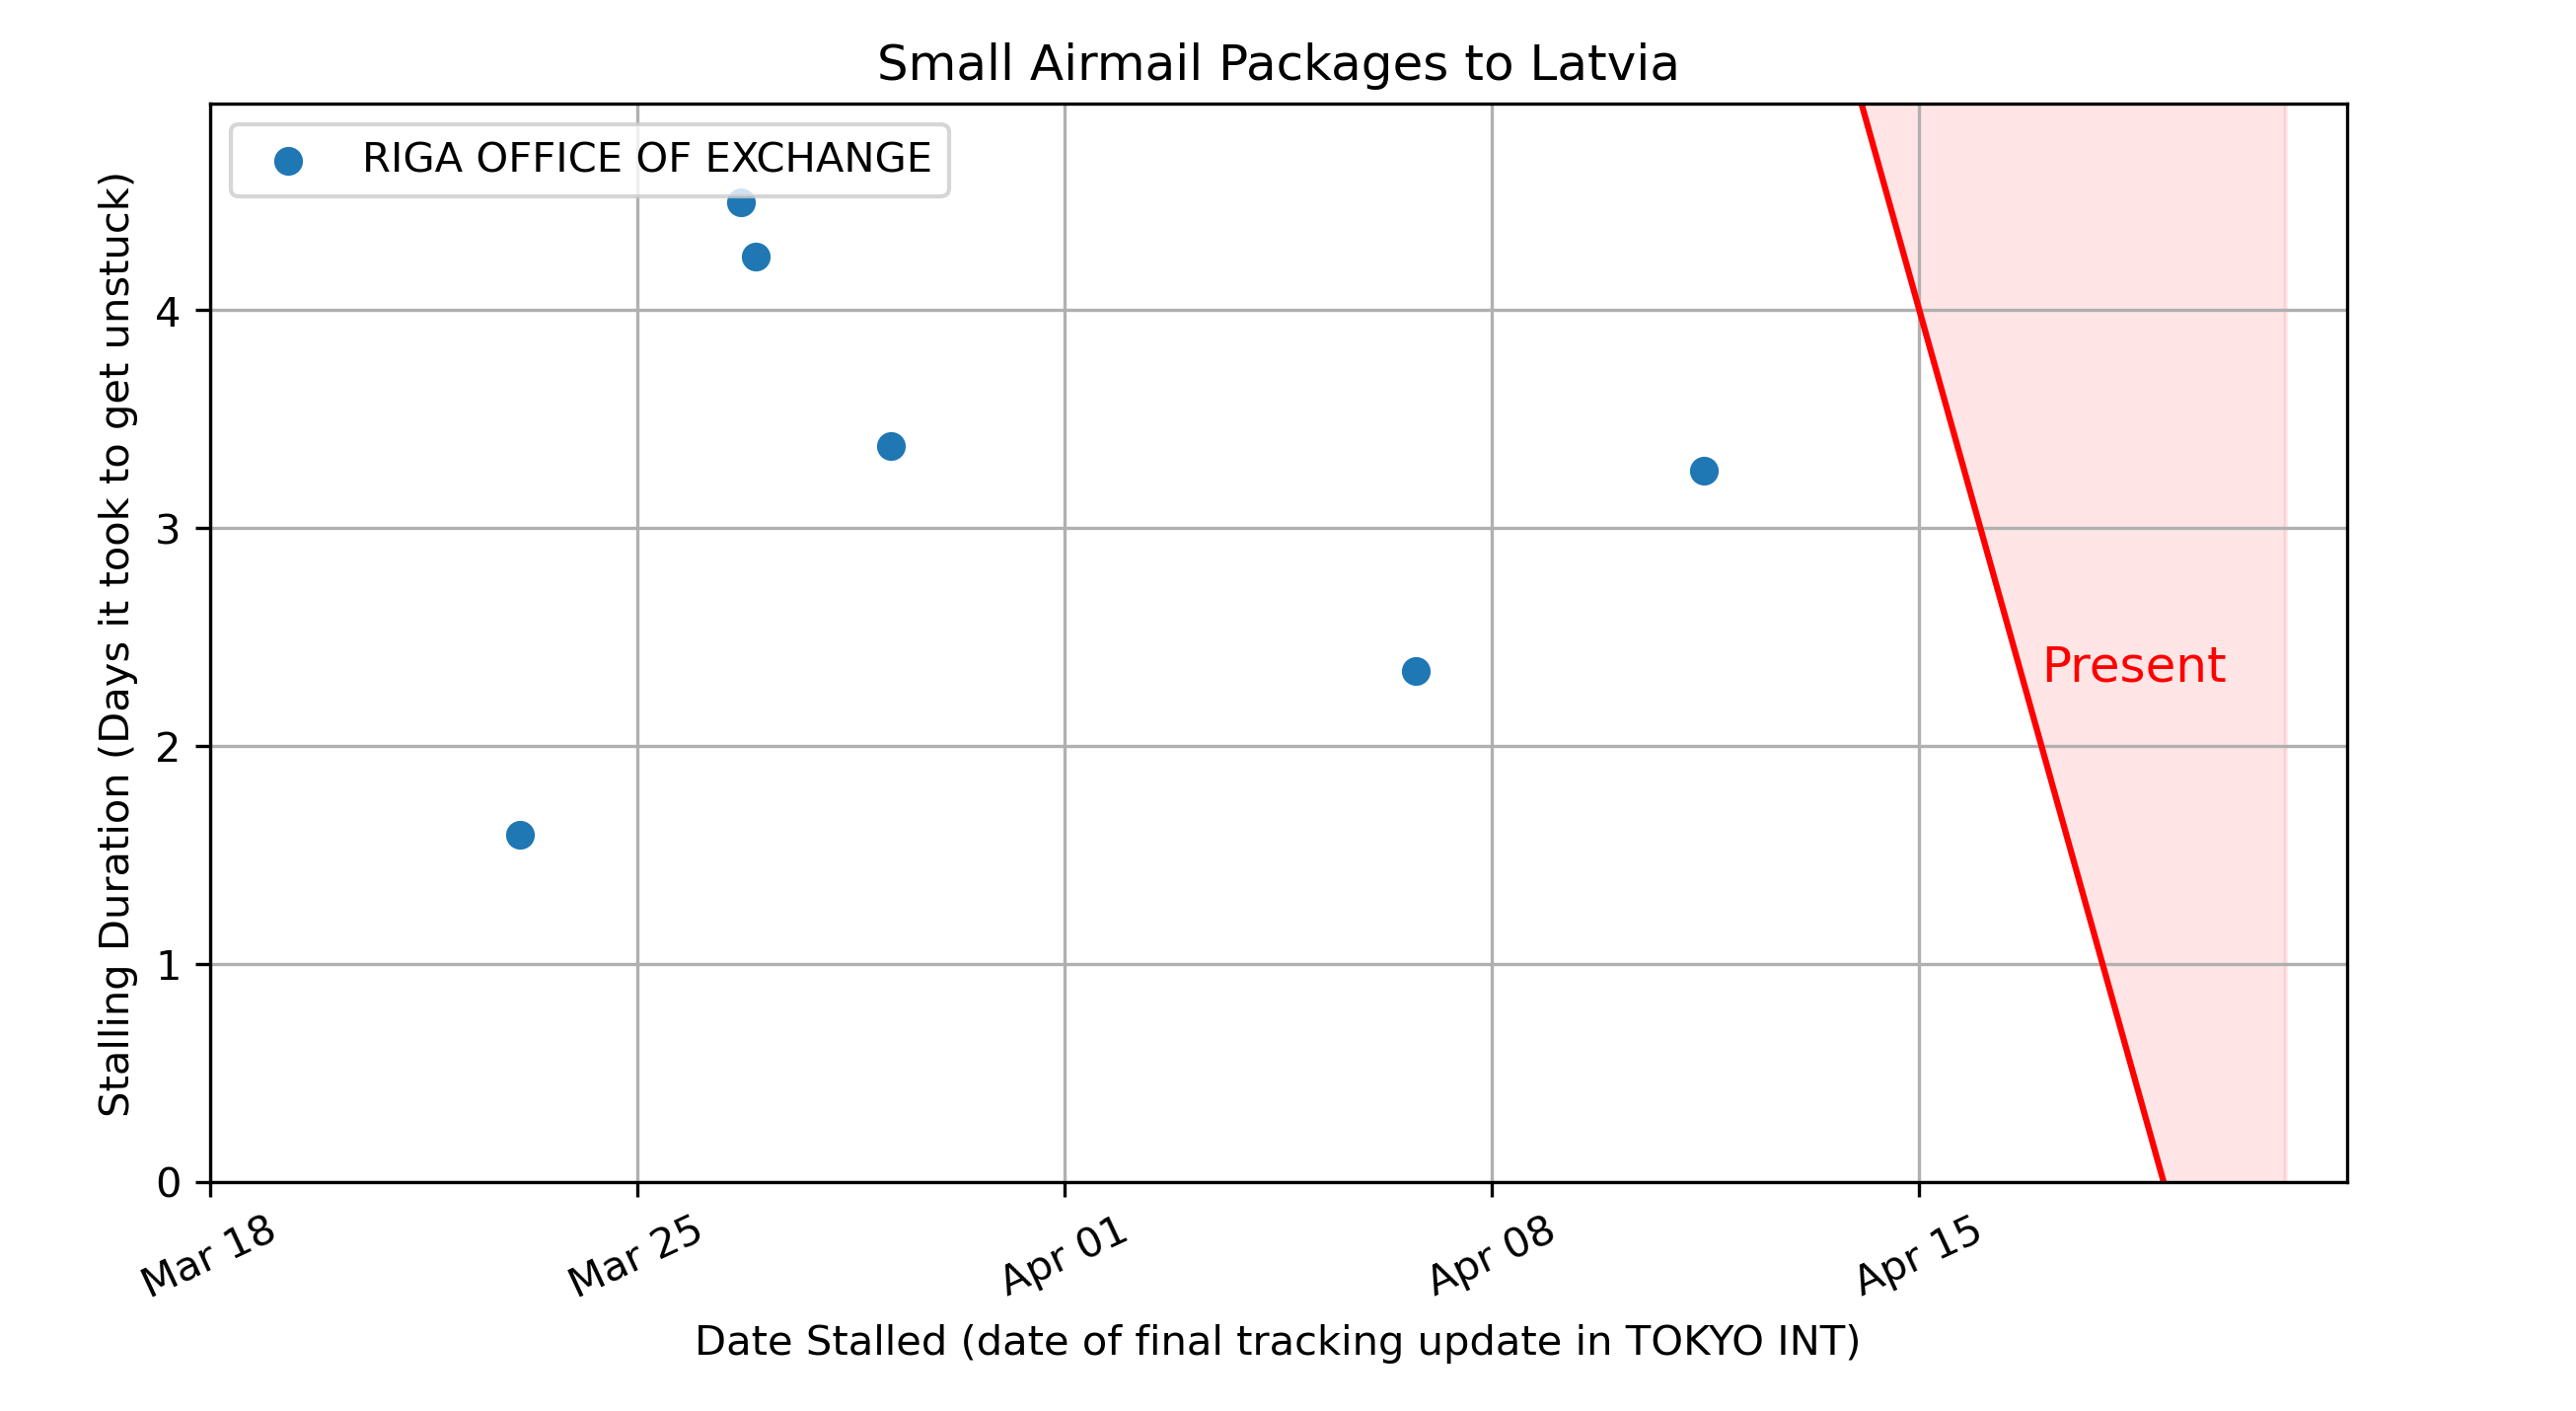 Small Airmail Packages to Latvia
RIGA OFFICE OF EXCHANGE
Stalling Duration (Days it took to get unstuck)
4
3
2
1
0
Present
Mar 18
Mar 25
Apr 01
Apr 08
Apr 15
Date Stalled (date of final tracking update in TOKYO INT)